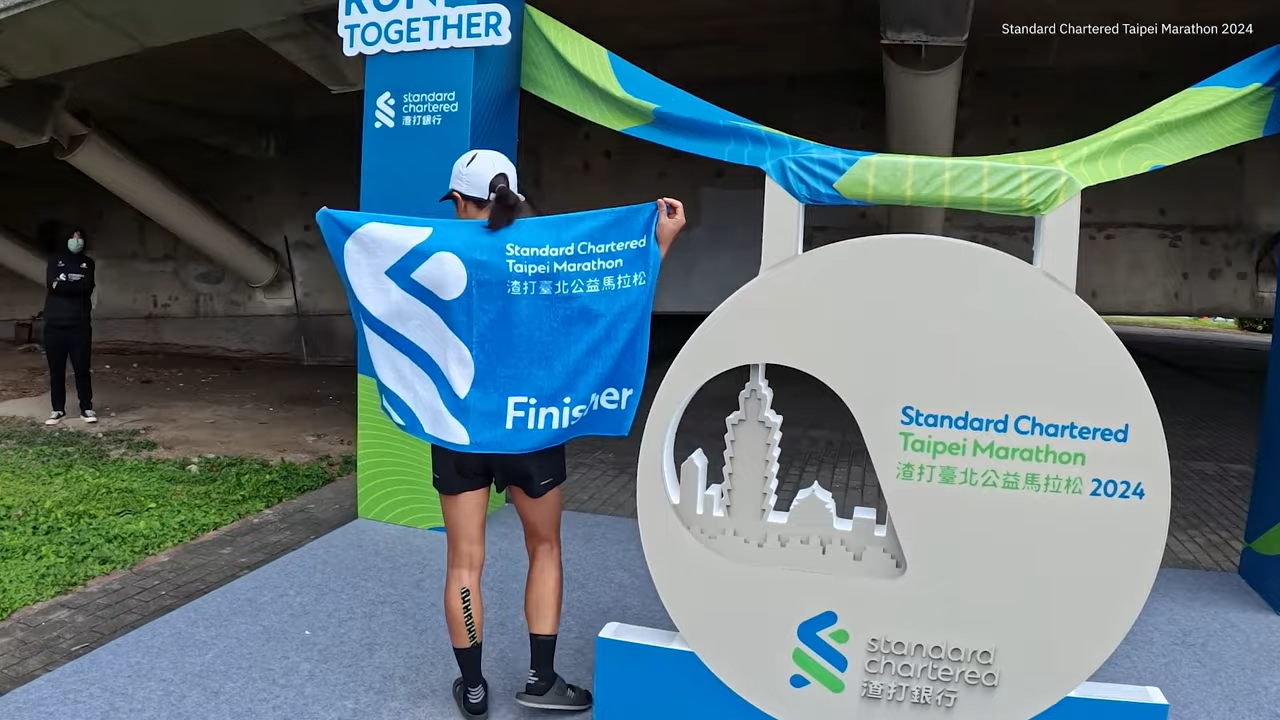 Standard Chartered Taipei Marathon 2024
TOGETHER
standard
chartered
渣打銀行
Standard Chartered
Taipei Marathon
渣打臺北公益馬拉松
Finisher
Standard Chartered
Taipei Marathon
渣打臺北公益馬拉松 2024
standard
chartered
渣打銀行